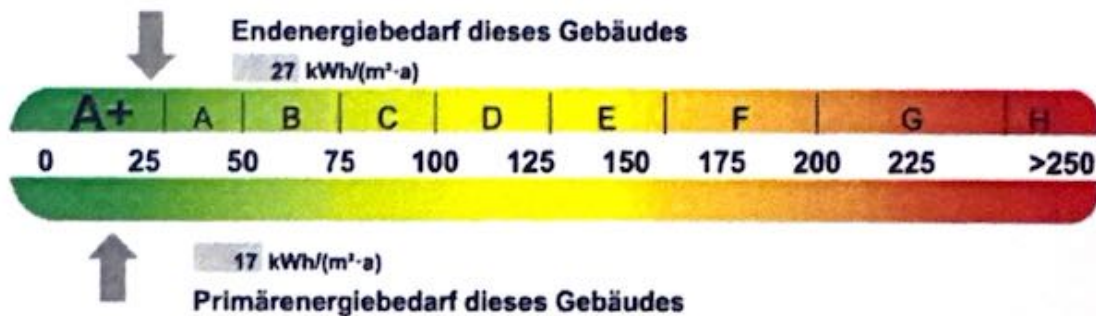 Endenergiebedarf dieses Gebäudes
27 kWh/(m²·a)
A+ A B C D E F G H
0 25 50 75 100 125 150 175 200 225 >250
17 kWh/(m²·a)
Primärenergiebedarf dieses Gebäudes